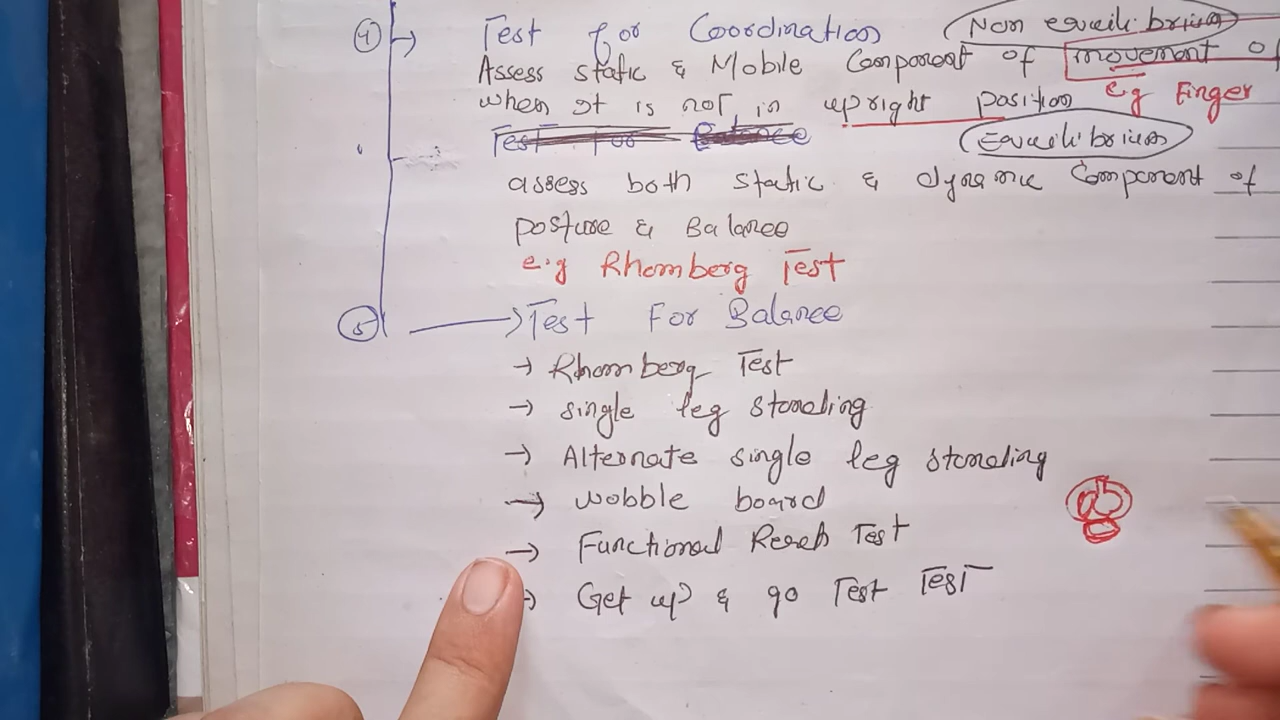 4 → Test for Coordination (Non equilibrium)
Assess static & Mobile Component of movement of
when it is not in upright position e.g Finger
Test for Balance (Equilibrium)
assess both static & dynamic Component of
posture & Balance
e.g Rhomberg Test
5 → Test For Balance
→ Rhomberg Test
→ single leg standing
→ Alternate single leg standing
→ wobble board
→ Functional Reach Test
→ Get up & go Test Test